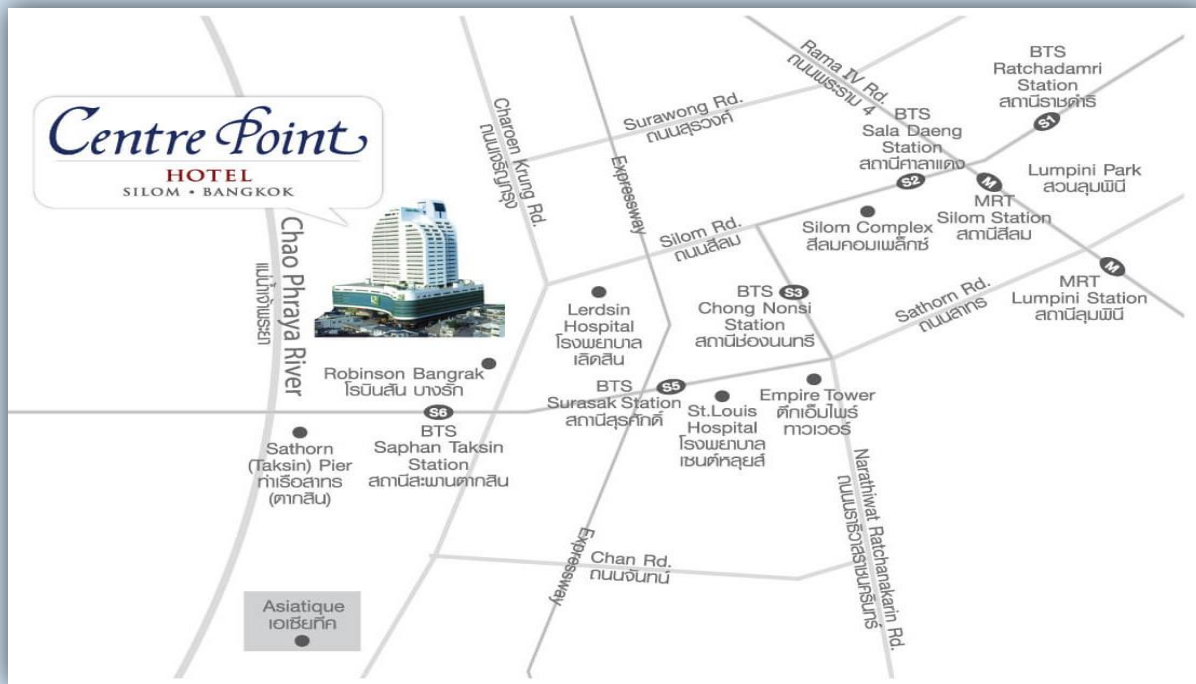 Centre Point
HOTEL
SILOM • BANGKOK
Chao Phraya River
แม่น้ำเจ้าพระยา
Charoen Krung Rd.
ถนนเจริญกรุง
Expressway
Surawong Rd.
ถนนสุรวงศ์
Rama IV Rd.
ถนนพระราม 4
BTS
Ratchadamri
Station
สถานีราชดำริ
S1
BTS
Sala Daeng
Station
สถานีศาลาแดง
S2
M
MRT
Silom Station
สถานีสีลม
Lumpini Park
สวนลุมพินี
Silom Rd.
ถนนสีลม
Silom Complex
สีลมคอมเพล็กซ์
M
MRT
Lumpini Station
สถานีลุมพินี
Sathorn Rd.
ถนนสาทร
Lerdsin
Hospital
โรงพยาบาล
เลิดสิน
BTS
Chong Nonsi
Station
สถานีช่องนนทรี
S3
Robinson Bangrak
โรบินสัน บางรัก
BTS
Surasak Station
สถานีสุรศักดิ์
S5
St.Louis
Hospital
โรงพยาบาล
เซนต์หลุยส์
Empire Tower
ตึกเอ็มไพร์
ทาวเวอร์
S6
BTS
Saphan Taksin
Station
สถานีสะพานตากสิน
Sathorn
(Taksin) Pier
ท่าเรือสาทร
(ตากสิน)
Narathiwat Ratchanakarin Rd.
ถนนราธิวาสราชนครินทร์
Expressway
Chan Rd.
ถนนจันทน์
Asiatique
เอเชียทีค